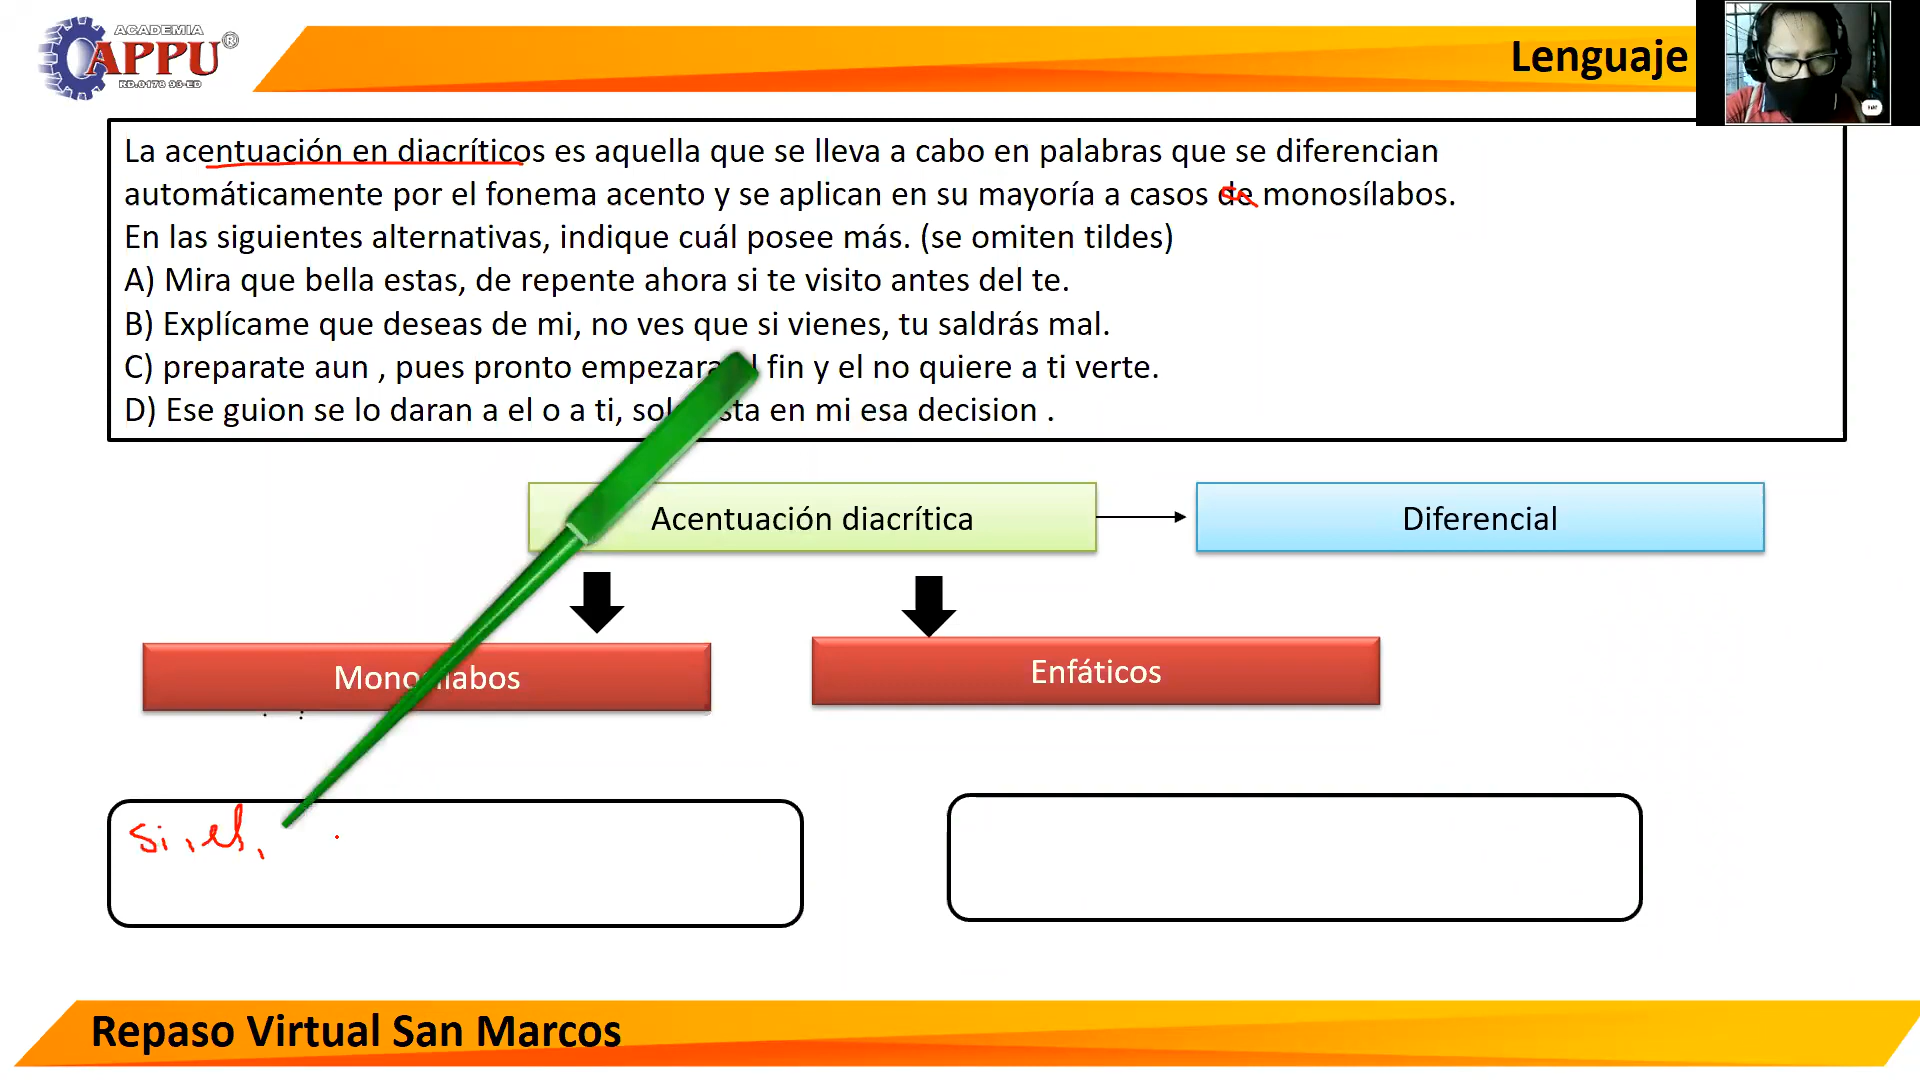 ACADEMIA
APPU®
RD.0178 93-ED
Lenguaje
La acentuación en diacríticos es aquella que se lleva a cabo en palabras que se diferencian
automáticamente por el fonema acento y se aplican en su mayoría a casos de monosílabos.
En las siguientes alternativas, indique cuál posee más. (se omiten tildes)
A) Mira que bella estas, de repente ahora si te visito antes del te.
B) Explícame que deseas de mi, no ves que si vienes, tu saldrás mal.
C) preparate aun , pues pronto empezara fin y el no quiere a ti verte.
D) Ese guion se lo daran a el o a ti, en mi esa decision .
Acentuación diacrítica
Diferencial
Monosílabos
Enfáticos
si, el,
Repaso Virtual San Marcos